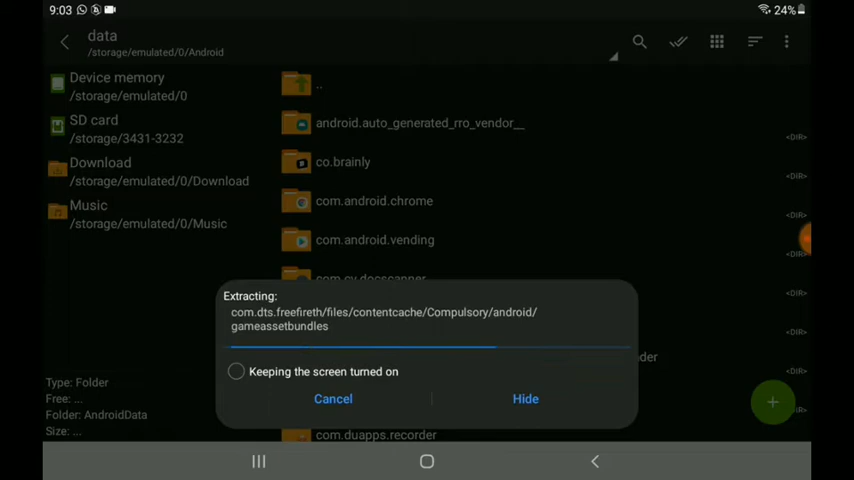 9:03
24%
data
/storage/emulated/0/Android
Device memory
/storage/emulated/0
SD card
/storage/3431-3232
Download
/storage/emulated/0/Download
Music
/storage/emulated/0/Music
Type: Folder
Free: ...
Folder: AndroidData
Size: ...
..
android.auto_generated_rro_vendor__
<DIR>
co.brainly
<DIR>
com.android.chrome
<DIR>
com.android.vending
<DIR>
com.cv.docscanner
<DIR>
Extracting:
com.dts.freefireth/files/contentcache/Compulsory/android/
gameassetbundles
Keeping the screen turned on
Cancel
Hide
<DIR>
<DIR>
<DIR>
com.duapps.recorder